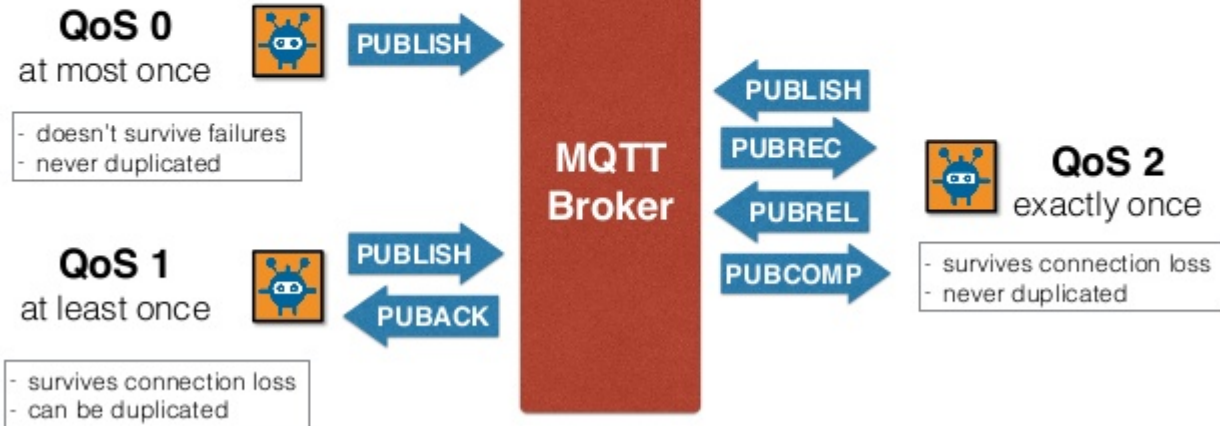 QoS 0
at most once
PUBLISH
- doesn't survive failures
- never duplicated
QoS 1
at least once
PUBLISH
PUBACK
- survives connection loss
- can be duplicated
MQTT
Broker
PUBLISH
PUBREC
PUBREL
PUBCOMP
QoS 2
exactly once
- survives connection loss
- never duplicated